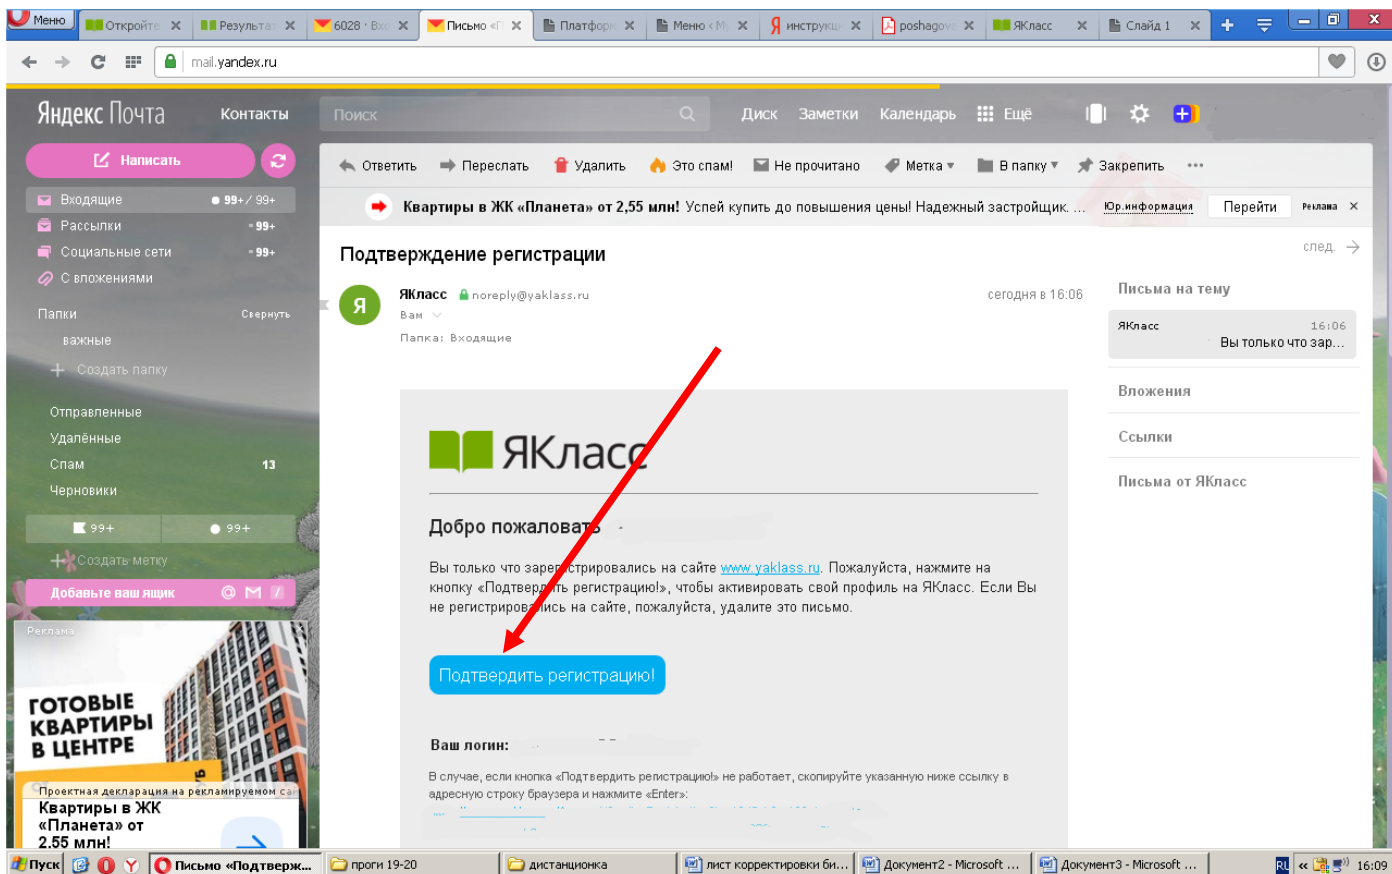 Меню
Откройте
Результат
6028 · Вхо
Письмо «П
Платформ
Меню ‹ Му
инструкц
poshagova
ЯКласс
Слайд 1
mail.yandex.ru
Яндекс Почта
Контакты
Поиск
Диск
Заметки
Календарь
Ещё
Написать
Ответить
Переслать
Удалить
Это спам!
Не прочитано
Метка
В папку
Закрепить
Квартиры в ЖК «Планета» от 2,55 млн! Успей купить до повышения цены! Надежный застройщик. ...
Юр.информация
Перейти
Реклама
Входящие 99+ / 99+
Рассылки 99+
Социальные сети 99+
С вложениями
Папки Свернуть
важные
Создать папку
Отправленные
Удалённые
Спам 13
Черновики
99+ 99+
Создать метку
Добавьте ваш ящик
Реклама
ГОТОВЫЕ
КВАРТИРЫ
В ЦЕНТРЕ
Проектная декларация на рекламируемом са
Квартиры в ЖК
«Планета» от
2.55 млн!
Подтверждение регистрации
след.
Я
ЯКласс noreply@yaklass.ru
сегодня в 16:06
Вам
Папка: Входящие
ЯКласс
Добро пожаловать
Вы только что зарегистрировались на сайте www.yaklass.ru. Пожалуйста, нажмите на
кнопку «Подтвердить регистрацию!», чтобы активировать свой профиль на ЯКласс. Если Вы
не регистрировались на сайте, пожалуйста, удалите это письмо.
Подтвердить регистрацию!
Ваш логин:
В случае, если кнопка «Подтвердить регистрацию!» не работает, скопируйте указанную ниже ссылку в
адресную строку браузера и нажмите «Enter»:
Письма на тему
ЯКласс 16:06
Вы только что зар...
Вложения
Ссылки
Письма от ЯКласс
Пуск
Письмо «Подтверж...
проги 19-20
дистанционка
лист корректировки би...
Документ2 - Microsoft ...
Документ3 - Microsoft ...
RU
16:09